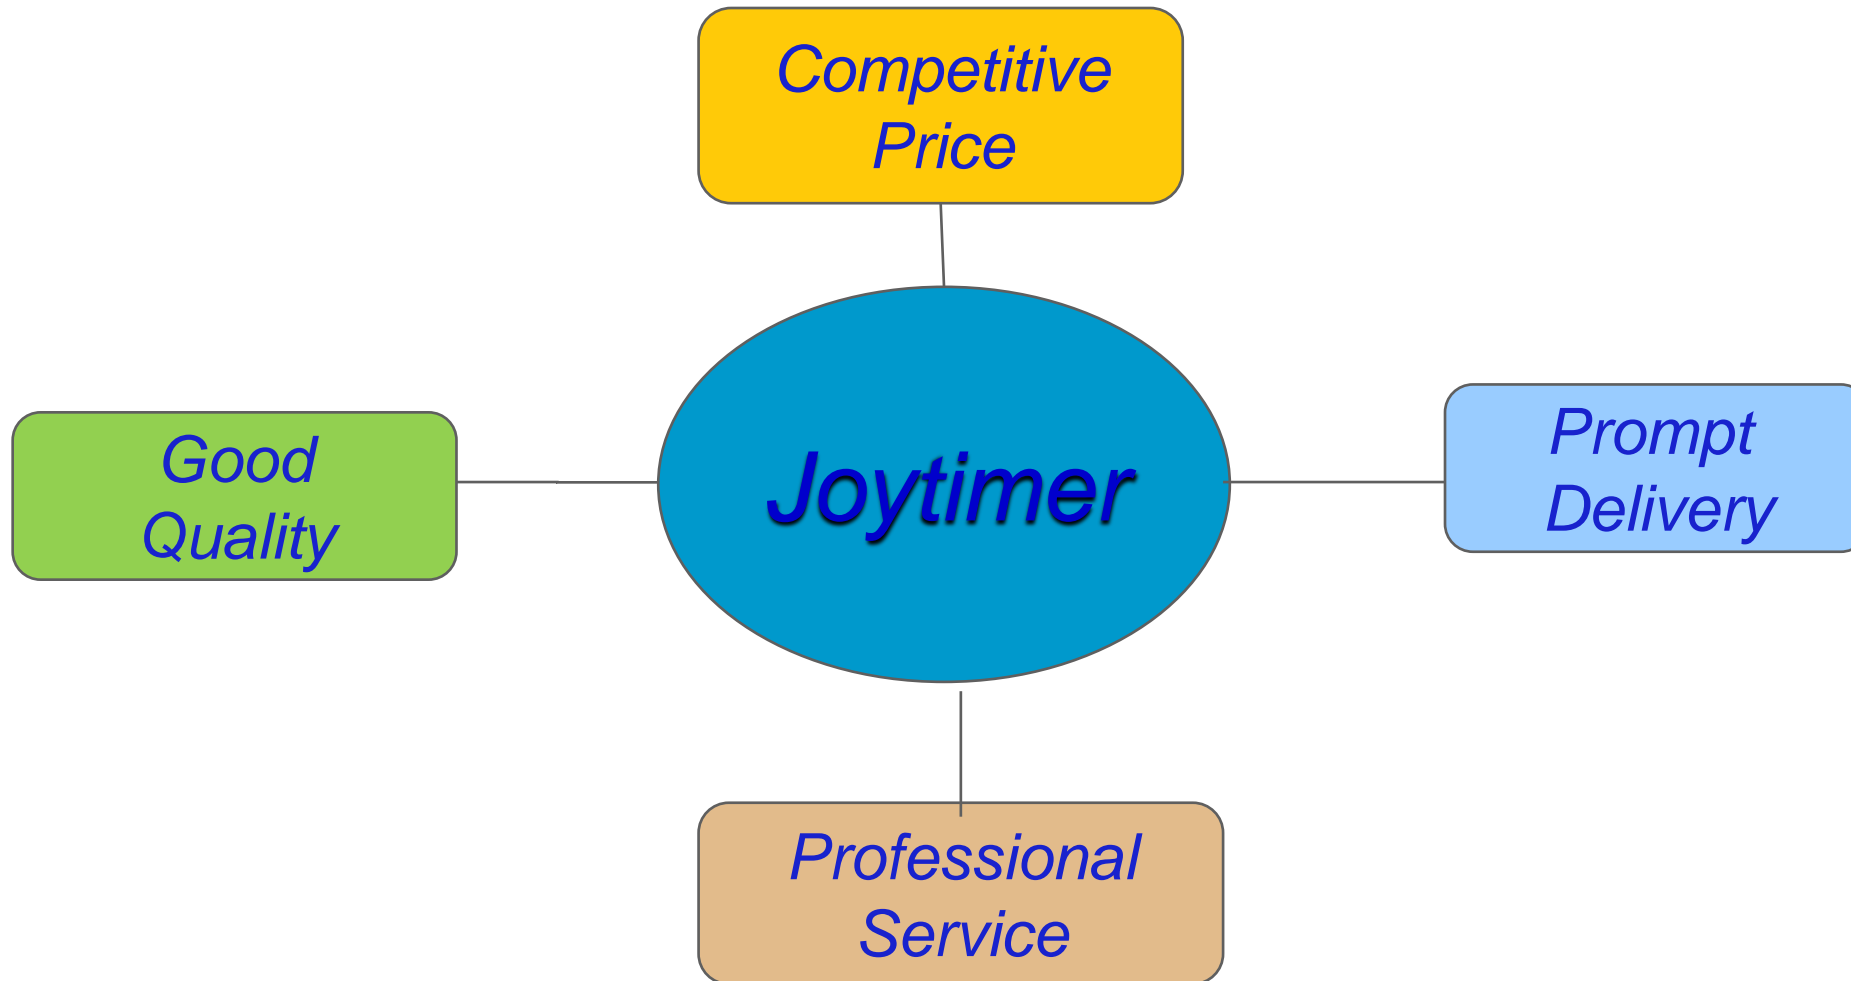 Competitive
Price
Good
Quality
Joytimer
Prompt
Delivery
Professional
Service